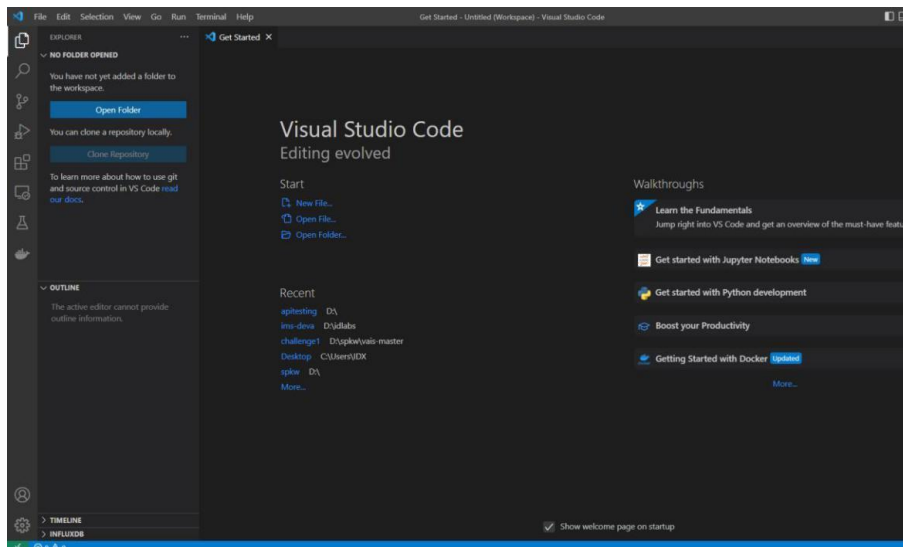 File Edit Selection View Go Run Terminal Help
Get Started - Untitled (Workspace) - Visual Studio Code
EXPLORER
Get Started
NO FOLDER OPENED
You have not yet added a folder to
the workspace.
Open Folder
You can clone a repository locally.
Clone Repository
To learn more about how to use git
and source control in VS Code read
our docs.
OUTLINE
The active editor cannot provide
outline information.
TIMELINE
INFLUXDB
Visual Studio Code
Editing evolved
Start
New File...
Open File...
Open Folder...
Recent
apitesting D:\
ims-deva D:\idlabs
challenge1 D:\spkw\vais-master
Desktop C:\Users\IDX
spkw D:\
More...
Walkthroughs
Learn the Fundamentals
Jump right into VS Code and get an overview of the must-have featu
Get started with Jupyter Notebooks New
Get started with Python development
Boost your Productivity
Getting Started with Docker Updated
More...
Show welcome page on startup